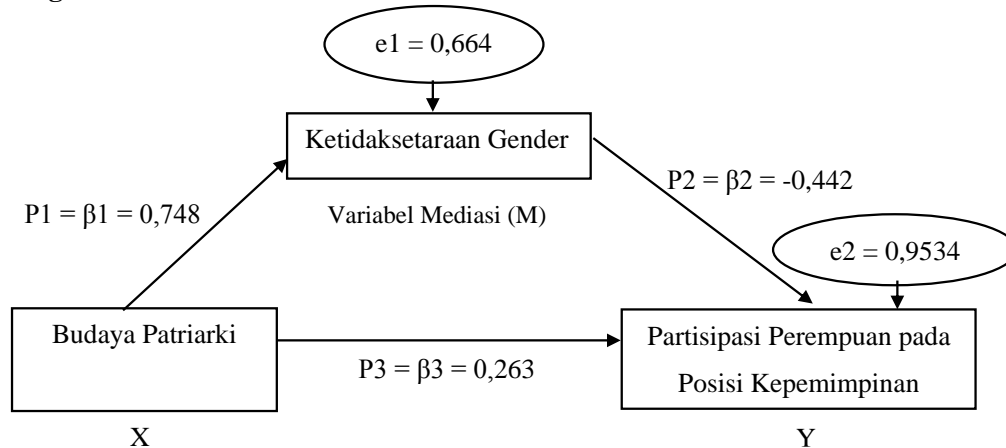 e1 = 0,664
Ketidaksetaraan Gender
P1 = β1 = 0,748
P2 = β2 = -0,442
Variabel Mediasi (M)
e2 = 0,9534
Budaya Patriarki
P3 = β3 = 0,263
Partisipasi Perempuan pada
Posisi Kepemimpinan
X
Y